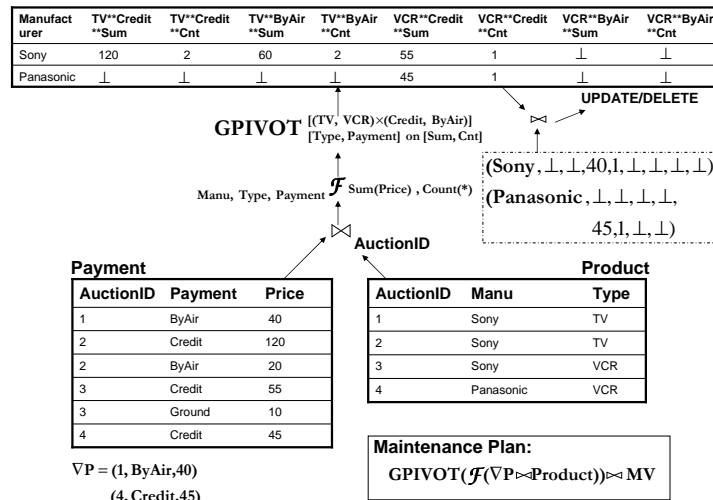 Manufacturer TV**Credit**Sum TV**Credit**Cnt TV**ByAir**Sum TV**ByAir**Cnt VCR**Credit**Sum VCR**Credit**Cnt VCR**ByAir**Sum VCR**ByAir**Cnt
Sony 120 2 60 2 55 1 ⊥ ⊥
Panasonic ⊥ ⊥ ⊥ ⊥ 45 1 ⊥ ⊥
UPDATE/DELETE
⋈
GPIVOT [(TV, VCR)×(Credit, ByAir)]
[Type, Payment] on [Sum, Cnt]
(Sony, ⊥, ⊥, 40, 1, ⊥, ⊥, ⊥, ⊥)
(Panasonic, ⊥, ⊥, ⊥, ⊥,
45, 1, ⊥, ⊥)
Manu, Type, Payment ℱ Sum(Price) , Count(*)
⋈ AuctionID
Payment
AuctionID Payment Price
1 ByAir 40
2 Credit 120
2 ByAir 20
3 Credit 55
3 Ground 10
4 Credit 45
Product
AuctionID Manu Type
1 Sony TV
2 Sony TV
3 Sony VCR
4 Panasonic VCR
∇P = (1, ByAir,40)
(4, Credit,45)
Maintenance Plan:
GPIVOT(ℱ(∇P⋈Product))⋈ MV